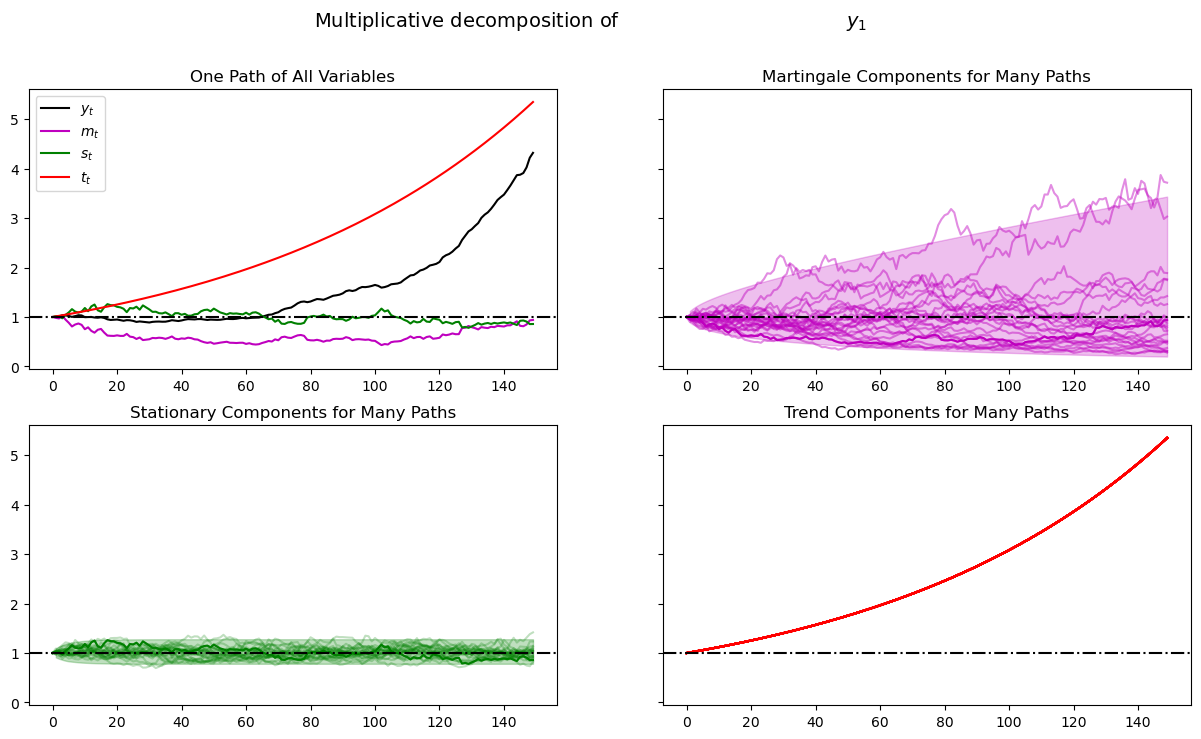 Multiplicative decomposition of y₁
One Path of All Variables
5
4
3
2
1
0
yₜ
mₜ
sₜ
tₜ
0 20 40 60 80 100 120 140
Martingale Components for Many Paths
0 20 40 60 80 100 120 140
Stationary Components for Many Paths
5
4
3
2
1
0
0 20 40 60 80 100 120 140
Trend Components for Many Paths
0 20 40 60 80 100 120 140